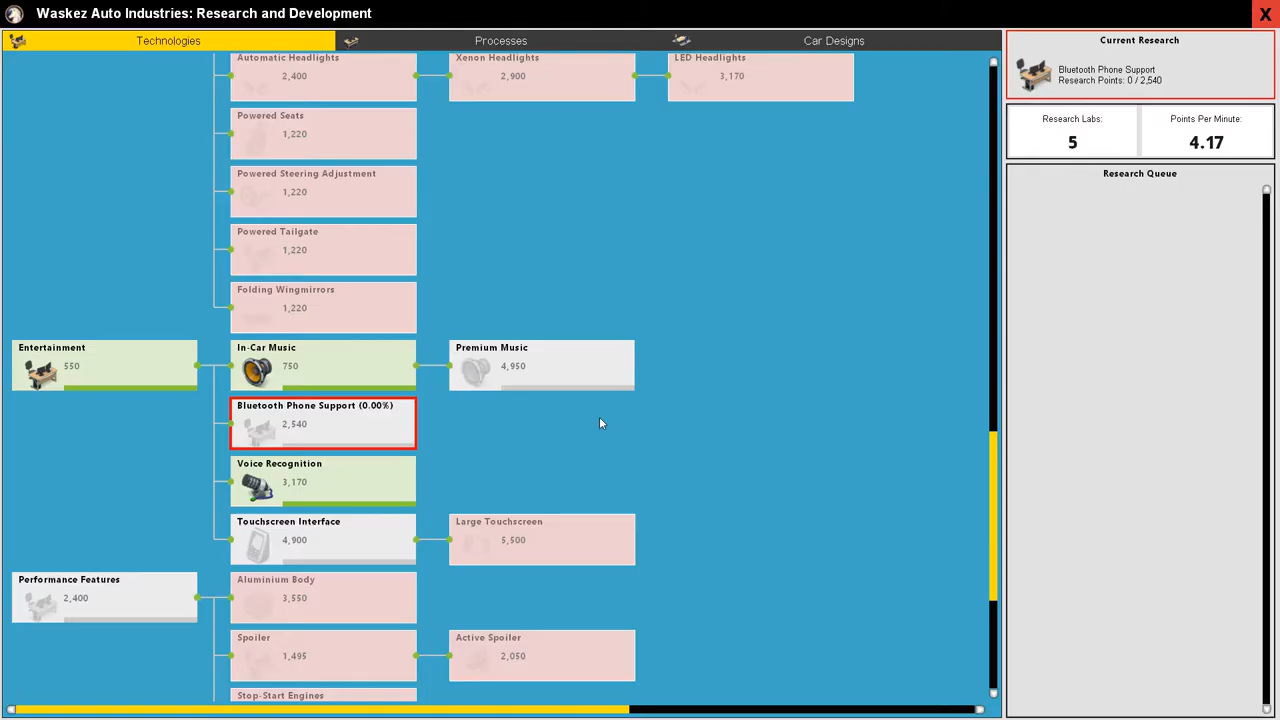 Waskez Auto Industries: Research and Development
X
Technologies
Processes
Car Designs
Automatic Headlights
2,400
Xenon Headlights
2,900
LED Headlights
3,170
Powered Seats
1,220
Powered Steering Adjustment
1,220
Powered Tailgate
1,220
Folding Wingmirrors
1,220
Entertainment
550
In-Car Music
750
Premium Music
4,950
Bluetooth Phone Support (0.00%)
2,540
Voice Recognition
3,170
Touchscreen Interface
4,900
Large Touchscreen
5,500
Performance Features
2,400
Aluminium Body
3,550
Spoiler
1,495
Active Spoiler
2,050
Stop-Start Engines
Current Research
Bluetooth Phone Support
Research Points: 0 / 2,540
Research Labs:
5
Points Per Minute:
4.17
Research Queue